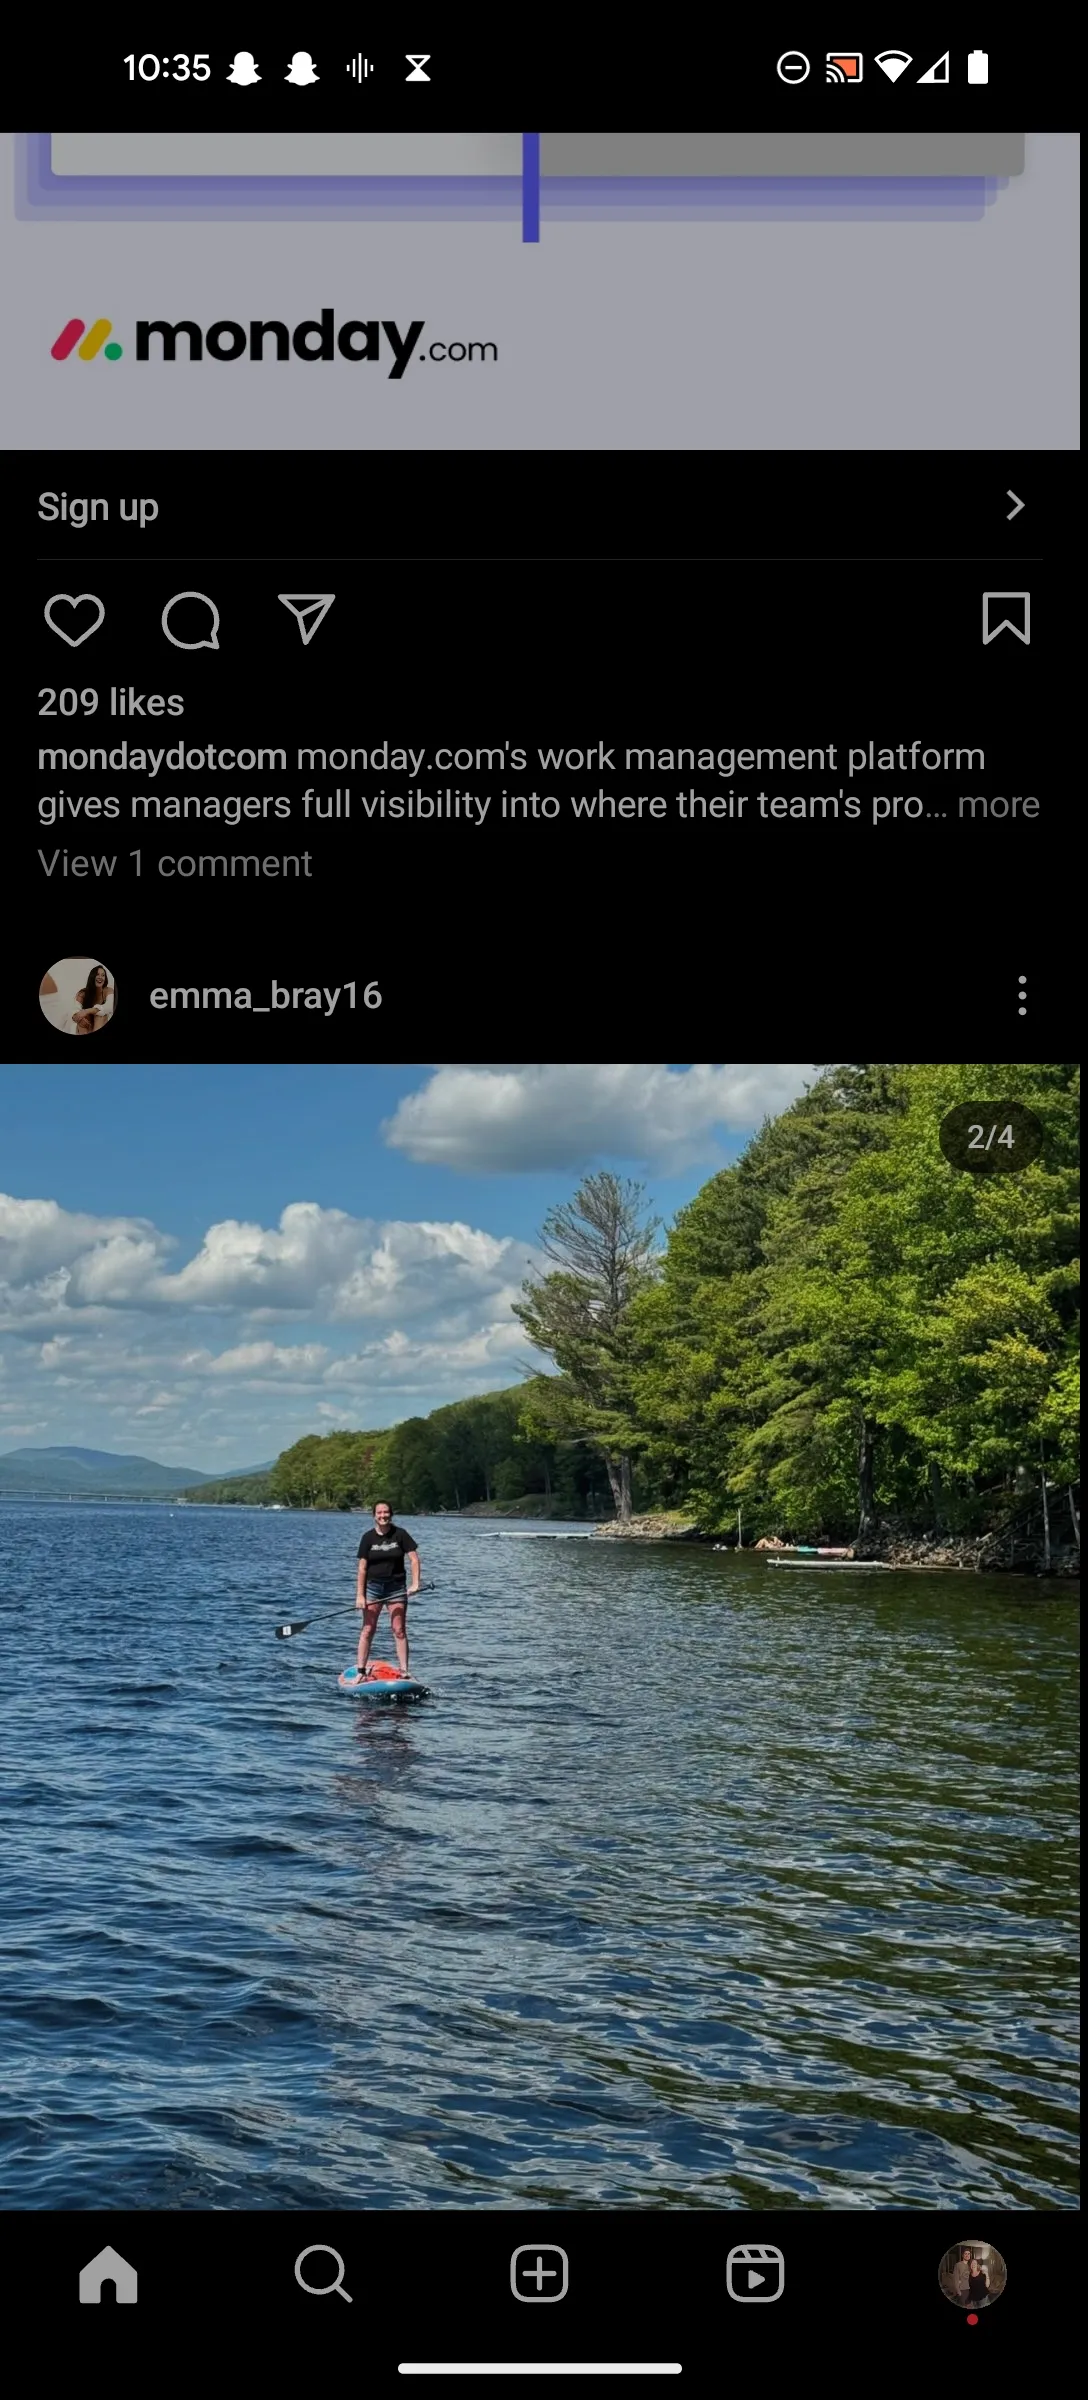 10:35
monday.com
Sign up
209 likes
mondaydotcom monday.com's work management platform
gives managers full visibility into where their team's pro... more
View 1 comment
emma_bray16
2/4